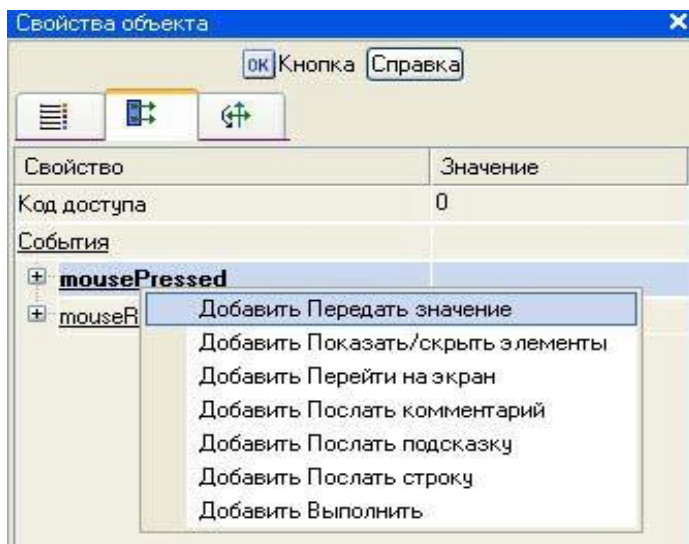 Свойства объекта
ОК Кнопка Справка
Свойство Значение
Код доступа 0
События
mousePressed
mouseR
Добавить Передать значение
Добавить Показать/скрыть элементы
Добавить Перейти на экран
Добавить Послать комментарий
Добавить Послать подсказку
Добавить Послать строку
Добавить Выполнить